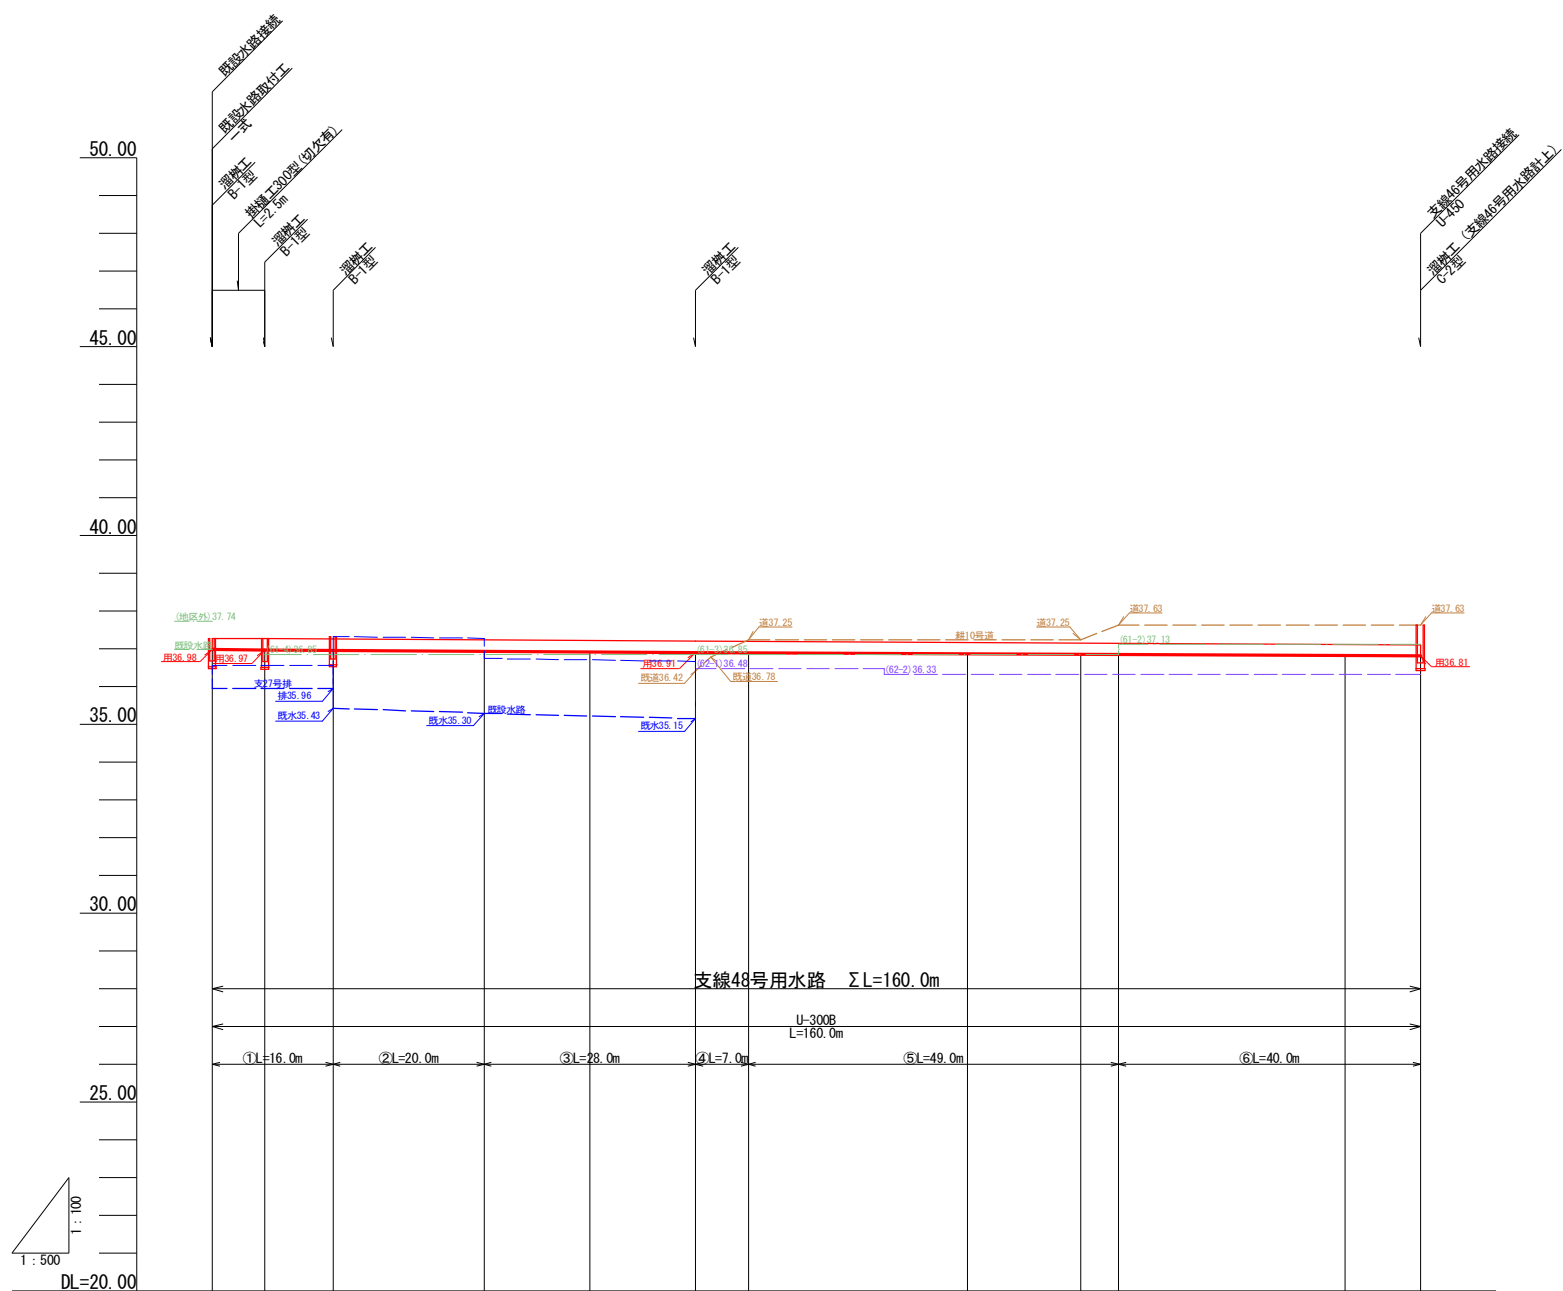 既設水路接続
既設水路取付工
一式
溜桝工
B-1型
掛樋工300型(切欠有)
L=2.5m
溜桝工
B-1型
溜桝工
B-1型
溜桝工
B-1型
支線46号用水路接続
U-450
溜桝工（支線46号用水路計上）
C-2型
50.00
45.00
40.00
(地区外)37.74
道37.25
道37.25
道37.63
道37.63
耕10号道
(61-2)37.13
既設水路
用36.98
用36.97
(61-3)36.85
用36.91
(62-1)36.48
(62-2)36.33
用36.81
既道36.42
既道36.78
支27号排
排35.96
既水35.43
既水35.30
既設水路
既水35.15
35.00
30.00
支線48号用水路　ΣL=160.0m
U-300B
L=160.0m
①L=16.0m
②L=20.0m
③L=28.0m
④L=7.0m
⑤L=49.0m
⑥L=40.0m
25.00
1：100
1：500
DL=20.00